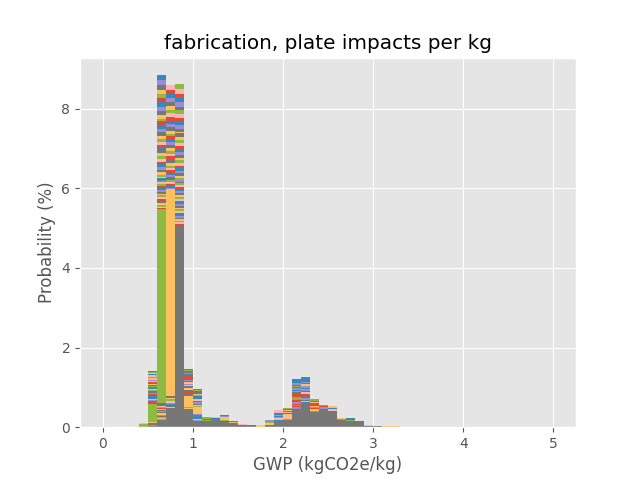 fabrication, plate impacts per kg
Probability (%)
8
6
4
2
0
0 1 2 3 4 5
GWP (kgCO2e/kg)